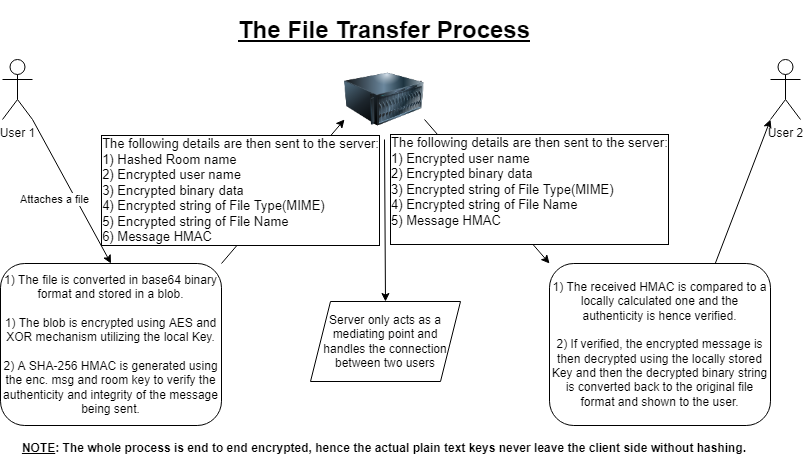 The File Transfer Process
User 1
User 2
Attaches a file
The following details are then sent to the server:
1) Hashed Room name
2) Encrypted user name
3) Encrypted binary data
4) Encrypted string of File Type(MIME)
5) Encrypted string of File Name
6) Message HMAC
The following details are then sent to the server:
1) Encrypted user name
2) Encrypted binary data
3) Encrypted string of File Type(MIME)
4) Encrypted string of File Name
5) Message HMAC
1) The file is converted in base64 binary
format and stored in a blob.
1) The blob is encrypted using AES and
XOR mechanism utilizing the local Key.
2) A SHA-256 HMAC is generated using
the enc. msg and room key to verify the
authenticity and integrity of the message
being sent.
Server only acts as a
mediating point and
handles the connection
between two users
1) The received HMAC is compared to a
locally calculated one and the
authenticity is hence verified.
2) If verified, the encrypted message is
then decrypted using the locally stored
Key and then the decrypted binary string
is converted back to the original file
format and shown to the user.
NOTE: The whole process is end to end encrypted, hence the actual plain text keys never leave the client side without hashing.